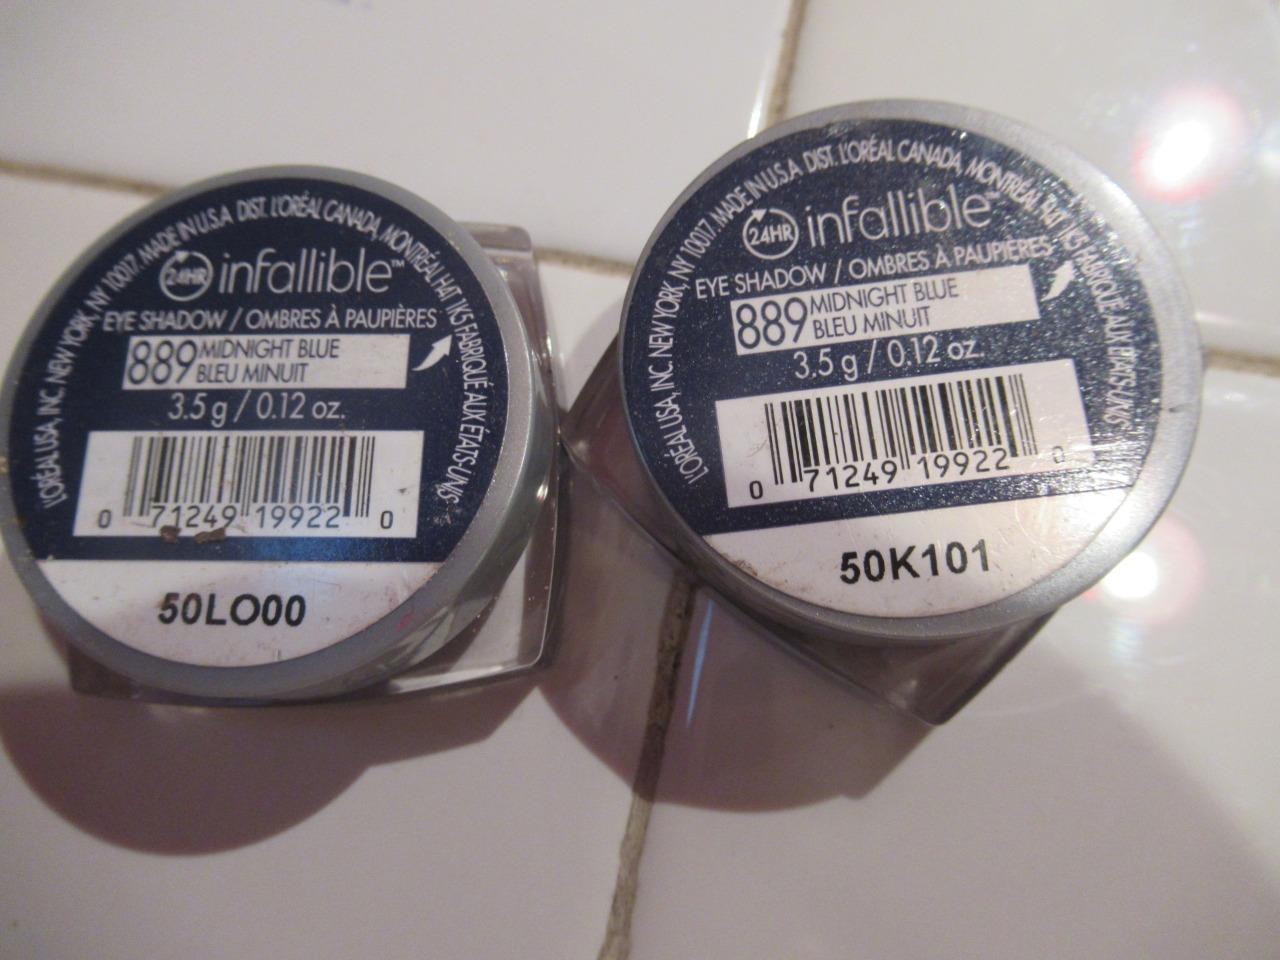 L'ORÉAL USA, INC. NEW YORK, NY 10017. MADE IN U.S.A DIST. L'ORÉAL CANADA, MONTRÉAL H4T 1K5 FABRIQUÉ AUX ÉTATS-UNIS
24HR infallible™
EYE SHADOW / OMBRES À PAUPIÈRES
889 MIDNIGHT BLUE
BLEU MINUIT
3.5 g / 0.12 oz.
0 71249 19922 0
50LO00
L'ORÉAL USA, INC. NEW YORK, NY 10017. MADE IN U.S.A DIST. L'ORÉAL CANADA, MONTRÉAL H4T 1K5 FABRIQUÉ AUX ÉTATS-UNIS
24HR infallible™
EYE SHADOW / OMBRES À PAUPIÈRES
889 MIDNIGHT BLUE
BLEU MINUIT
3.5 g / 0.12 oz.
0 71249 19922 0
50K101